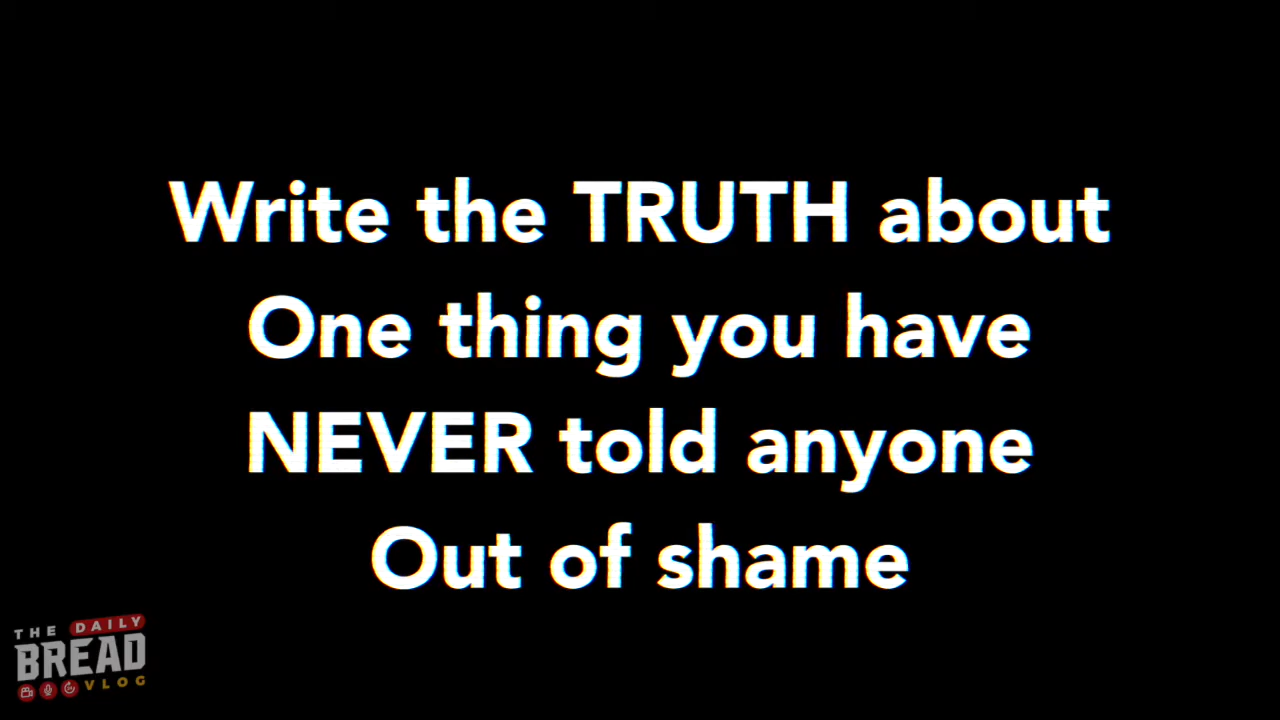 Write the TRUTH about
One thing you have
NEVER told anyone
Out of shame
THE DAILY
BREAD
VLOG